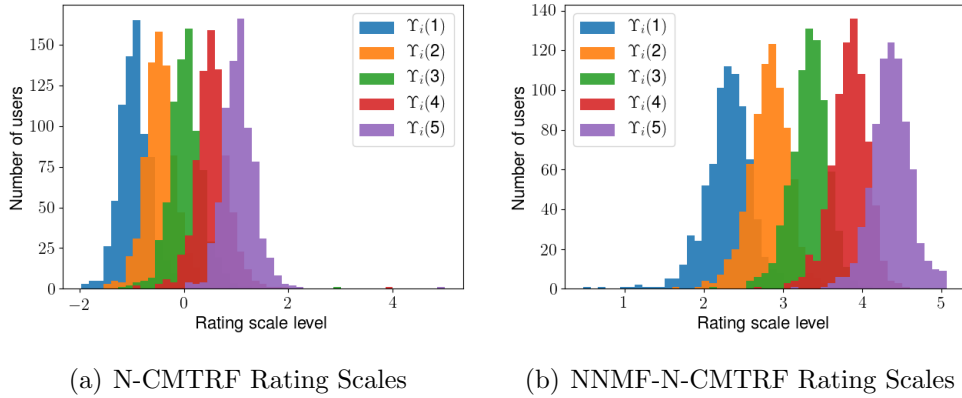 Number of users
150
125
100
75
50
25
0
−2
0
2
4
Rating scale level
Υi(1)
Υi(2)
Υi(3)
Υi(4)
Υi(5)
(a) N-CMTRF Rating Scales
Number of users
140
120
100
80
60
40
20
0
1
2
3
4
5
Rating scale level
Υi(1)
Υi(2)
Υi(3)
Υi(4)
Υi(5)
(b) NNMF-N-CMTRF Rating Scales